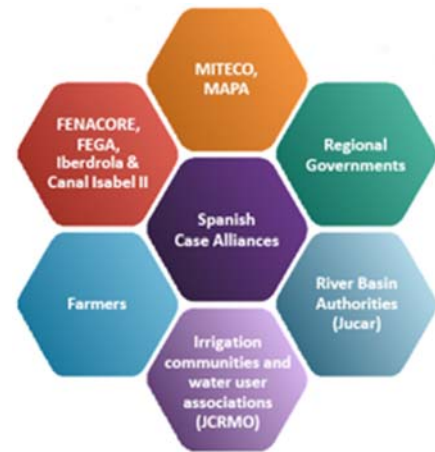 MITECO,
MAPA
FENACORE,
FEGA,
Iberdrola &
Canal Isabel II
Regional
Governments
Spanish
Case Alliances
Farmers
River Basin
Authorities
(Jucar)
Irrigation
communities and
water user
associations
(JCRMO)